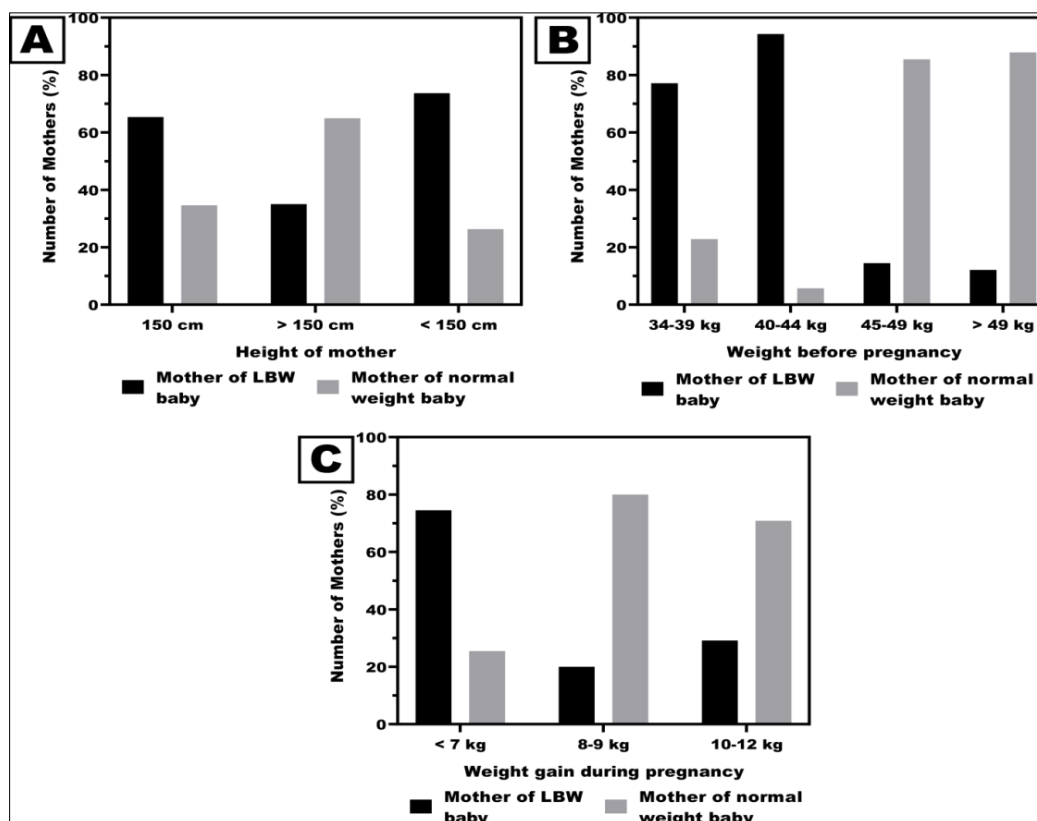 A
Number of Mothers (%)
100
80
60
40
20
0
150 cm
> 150 cm
< 150 cm
Height of mother
Mother of LBW
baby
Mother of normal
weight baby
B
Number of Mothers (%)
100
80
60
40
20
0
34-39 kg
40-44 kg
45-49 kg
> 49 kg
Weight before pregnancy
Mother of LBW
baby
Mother of normal
weight baby
C
Number of Mothers (%)
100
80
60
40
20
0
< 7 kg
8-9 kg
10-12 kg
Weight gain during pregnancy
Mother of LBW
baby
Mother of normal
weight baby